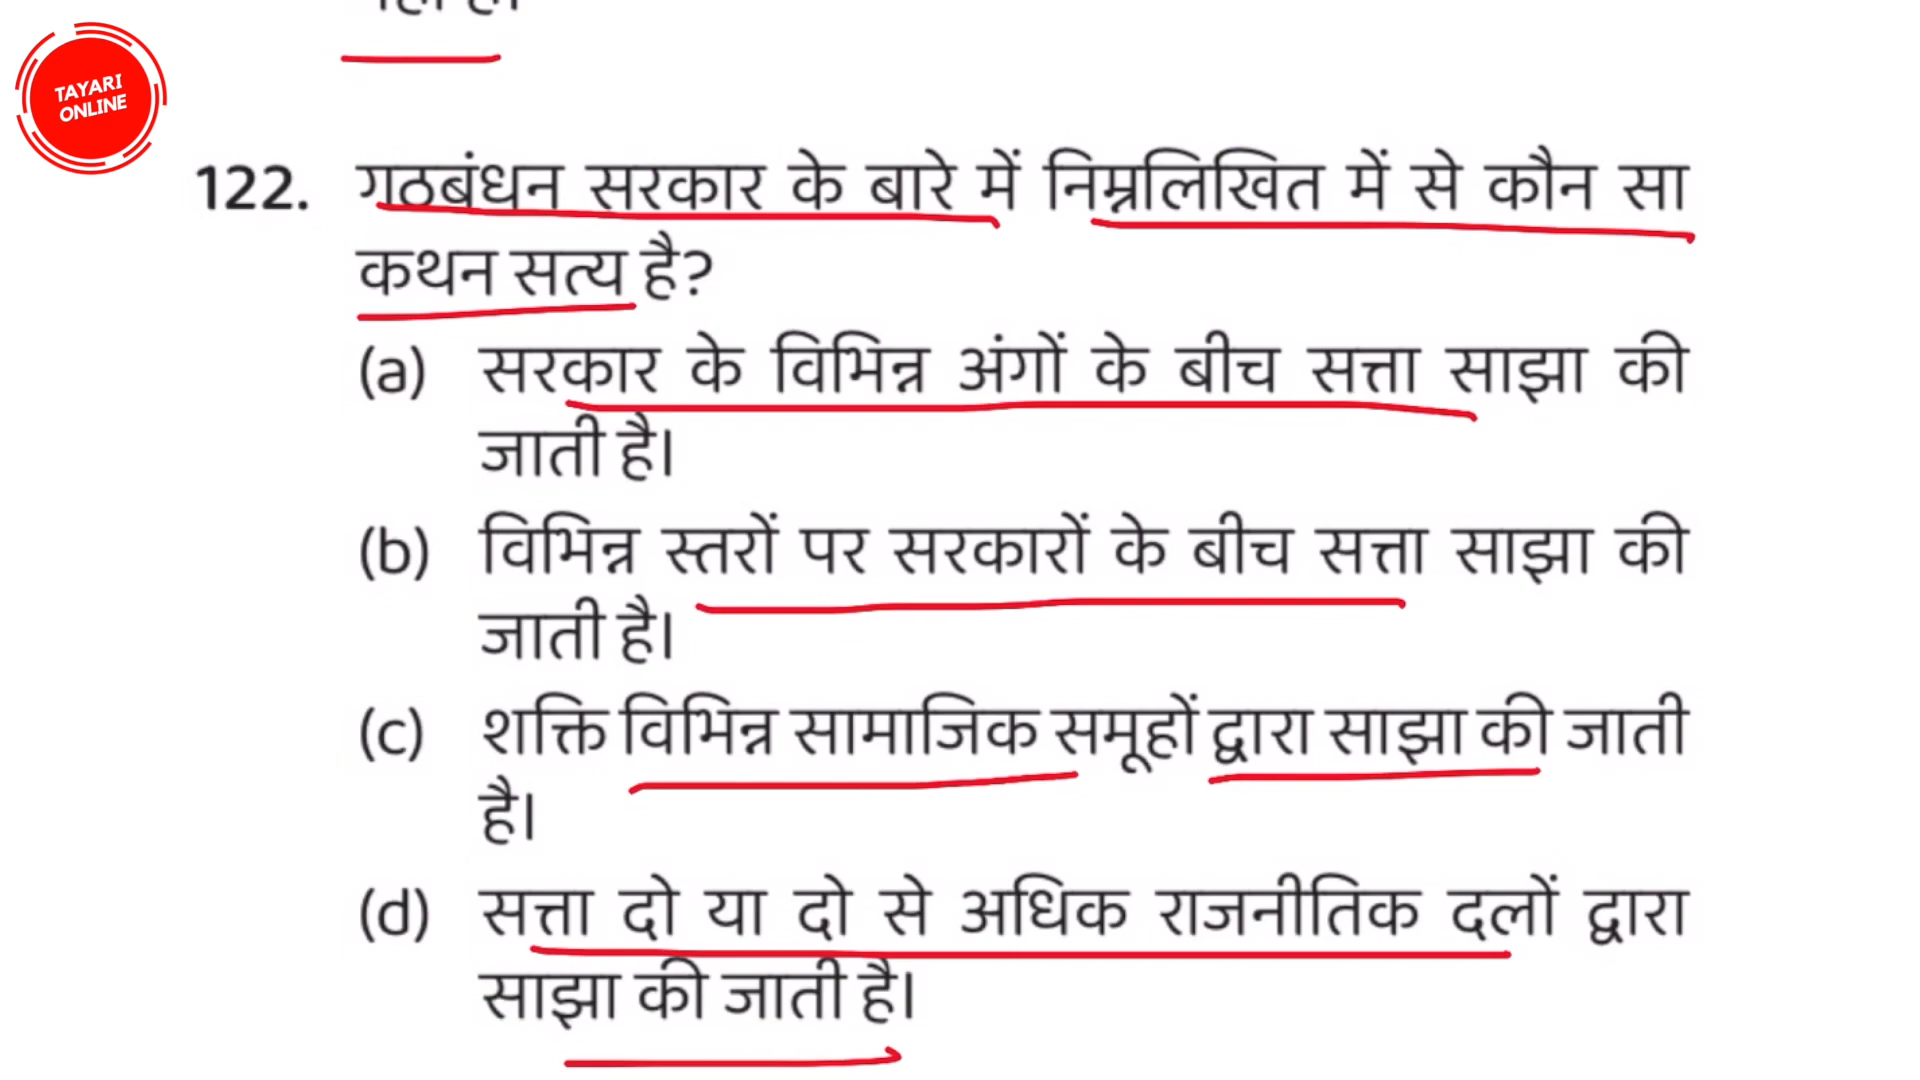 TAYARI
ONLINE
122. गठबंधन सरकार के बारे में निम्नलिखित में से कौन सा
कथन सत्य है?
(a) सरकार के विभिन्न अंगों के बीच सत्ता साझा की
जाती है।
(b) विभिन्न स्तरों पर सरकारों के बीच सत्ता साझा की
जाती है।
(c) शक्ति विभिन्न सामाजिक समूहों द्वारा साझा की जाती
है।
(d) सत्ता दो या दो से अधिक राजनीतिक दलों द्वारा
साझा की जाती है।